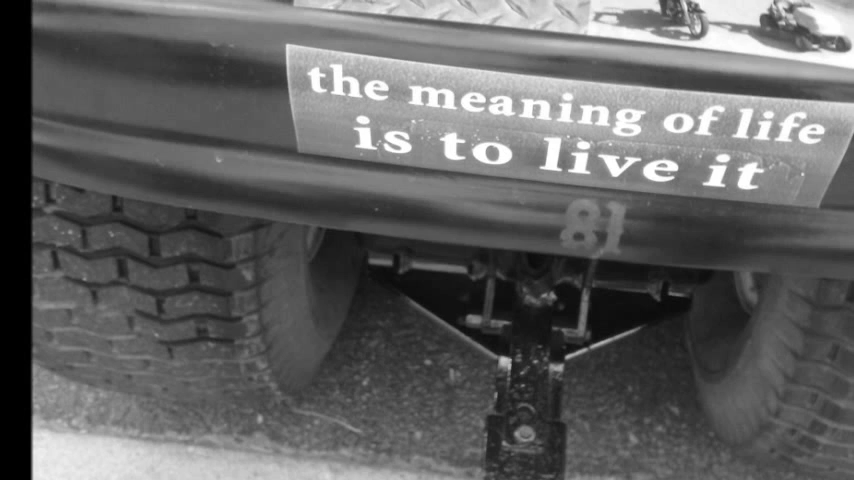 the meaning of life
is to live it
81